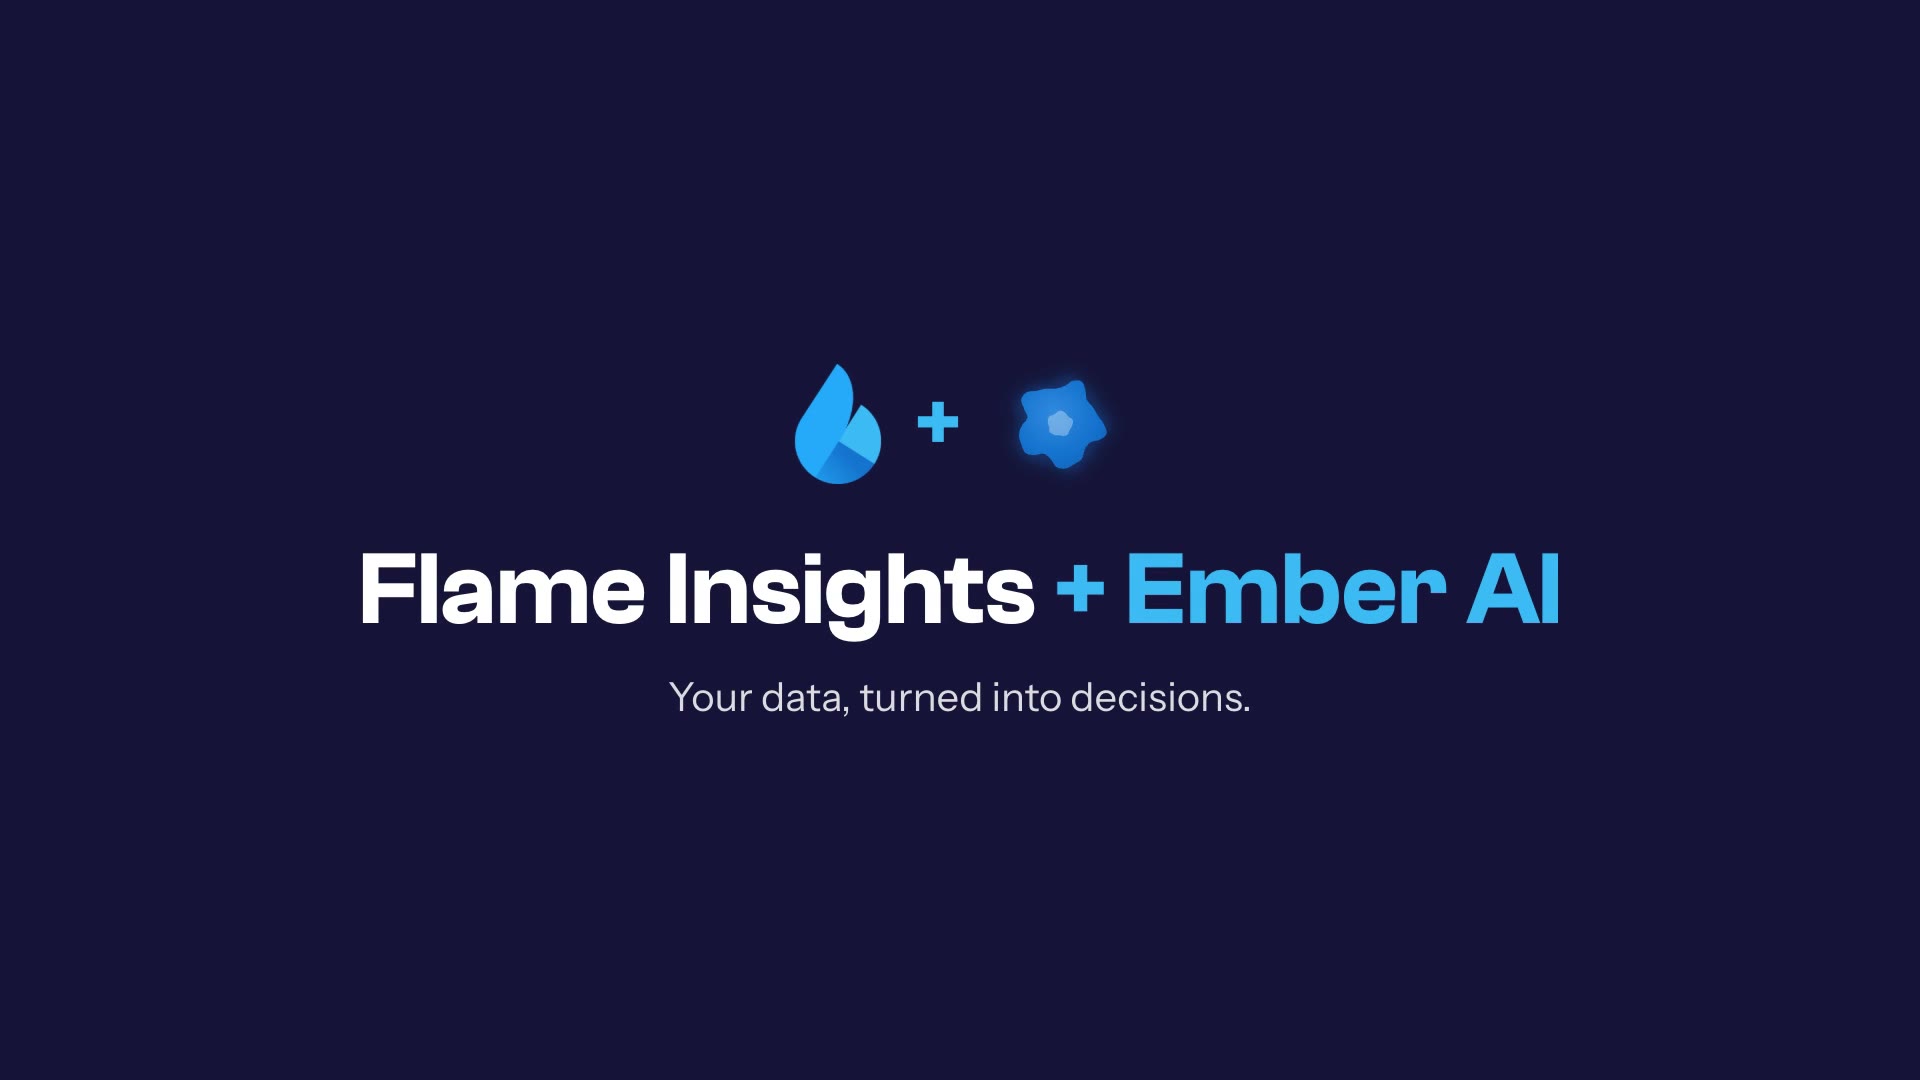 +
Flame Insights + Ember AI
Your data, turned into decisions.